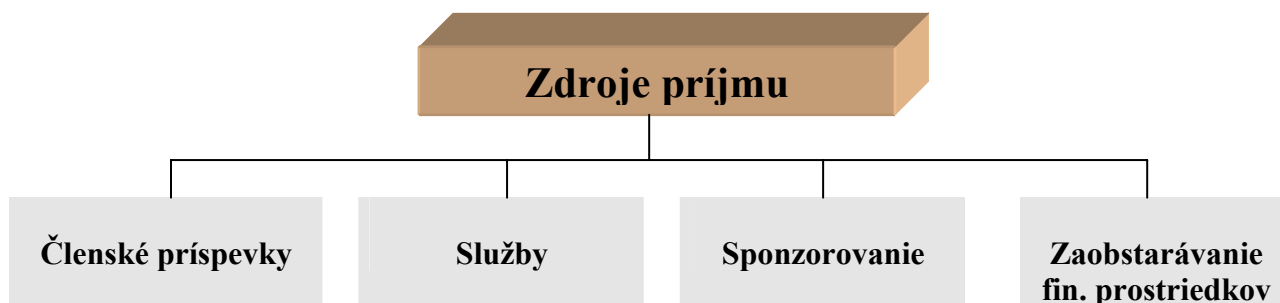 Zdroje príjmu
Členské príspevky
Služby
Sponzorovanie
Zaobstarávanie
fin. prostriedkov